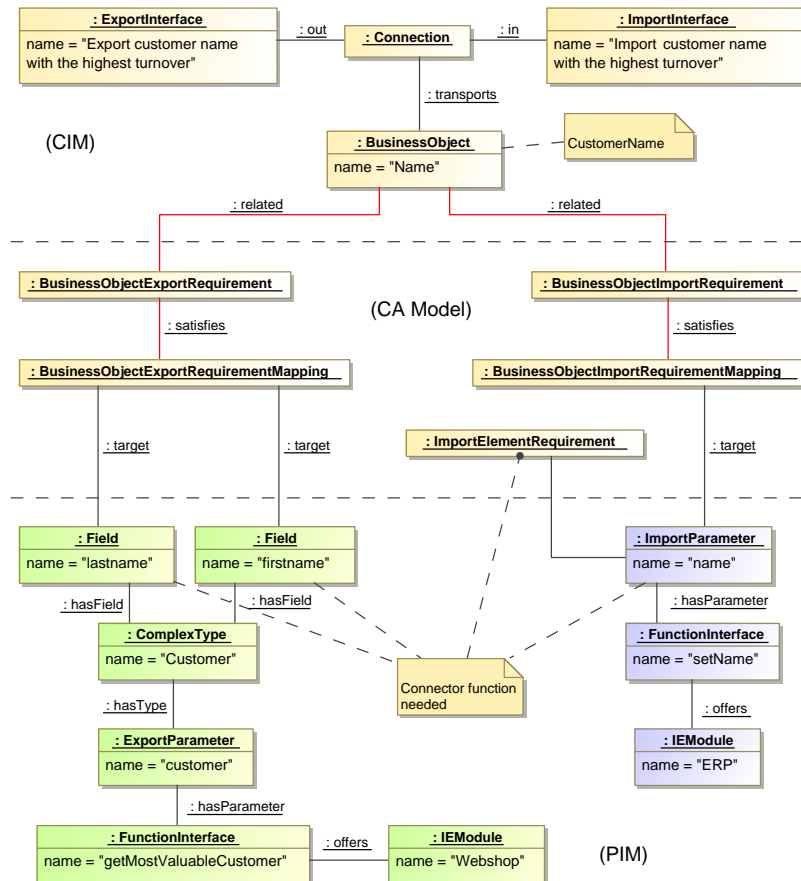 : ExportInterface
name = "Export customer name
with the highest turnover"
: out
: Connection
: in
: ImportInterface
name = "Import customer name
with the highest turnover"
: transports
(CIM)
: BusinessObject
name = "Name"
CustomerName
: related
: related
: BusinessObjectExportRequirement
: BusinessObjectImportRequirement
(CA Model)
: satisfies
: satisfies
: BusinessObjectExportRequirementMapping
: BusinessObjectImportRequirementMapping
: target
: target
: ImportElementRequirement
: target
: Field
name = "lastname"
: Field
name = "firstname"
: ImportParameter
name = "name"
: hasField
: hasField
: hasParameter
: ComplexType
name = "Customer"
: FunctionInterface
name = "setName"
Connector function
needed
: hasType
: offers
: ExportParameter
name = "customer"
: IEModule
name = "ERP"
: hasParameter
: FunctionInterface
name = "getMostValuableCustomer"
: offers
: IEModule
name = "Webshop"
(PIM)